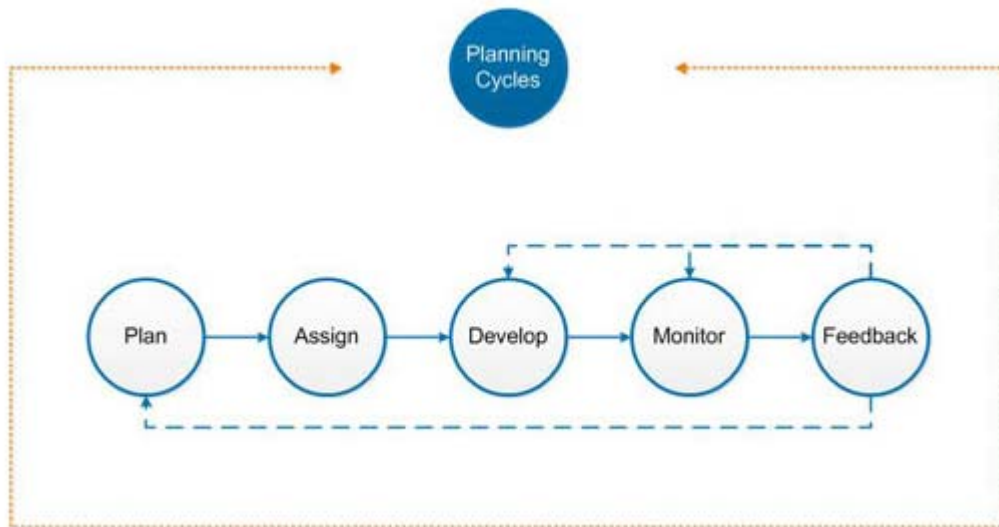 Planning
Cycles
Plan
Assign
Develop
Monitor
Feedback